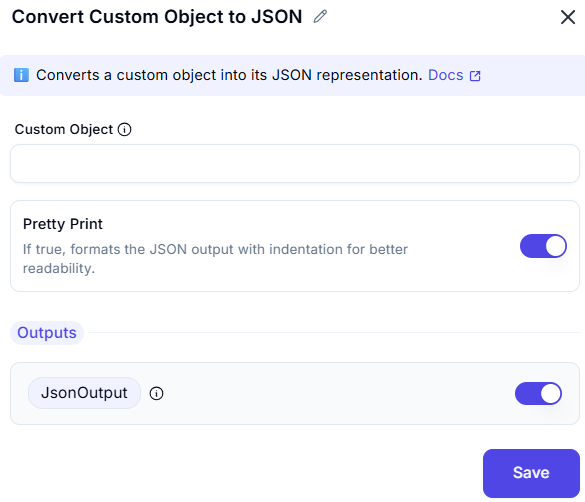 Convert Custom Object to JSON
Converts a custom object into its JSON representation. Docs
Custom Object
Pretty Print
If true, formats the JSON output with indentation for better
readability.
Outputs
JsonOutput
Save